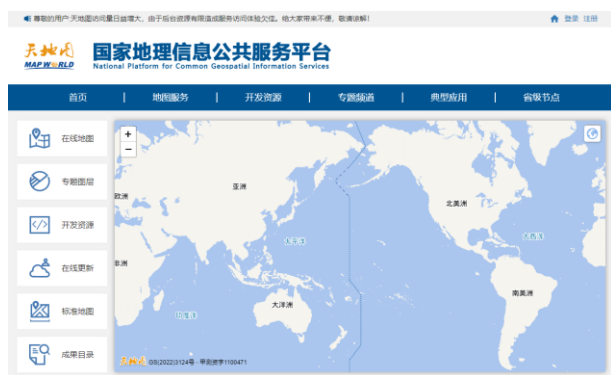 尊敬的用户:天地图访问量日益增大，由于后台资源有限造成服务访问体验欠佳。给大家带来不便，敬请谅解！
登录 注册
天地图
MAPWORLD
国家地理信息公共服务平台
National Platform for Common Geospatial Information Services
首页 | 地图服务 | 开发资源 | 专题频道 | 典型应用 | 省级节点
在线地图
专题图层
开发资源
在线更新
标准地图
成果目录
+
−
欧洲
亚洲
北美洲
太平洋
大西洋
非洲
印度洋
大洋洲
南美洲
天地图 GS(2022)3124号 - 甲测资字1100471